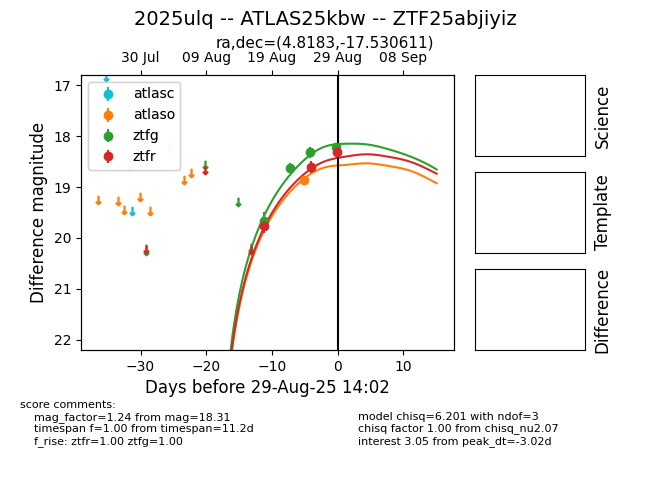 2025ulq -- ATLAS25kbw -- ZTF25abjiyiz
ra,dec=(4.8183,-17.530611)
30 Jul 09 Aug 19 Aug 29 Aug 08 Sep
17
18
19
20
21
22
Difference magnitude
atlasc
atlaso
ztfg
ztfr
−30 −20 −10 0 10
Days before 29-Aug-25 14:02
Science
Template
Difference
score comments:
mag_factor=1.24 from mag=18.31
timespan f=1.00 from timespan=11.2d
f_rise: ztfr=1.00 ztfg=1.00
model chisq=6.201 with ndof=3
chisq factor 1.00 from chisq_nu2.07
interest 3.05 from peak_dt=-3.02d